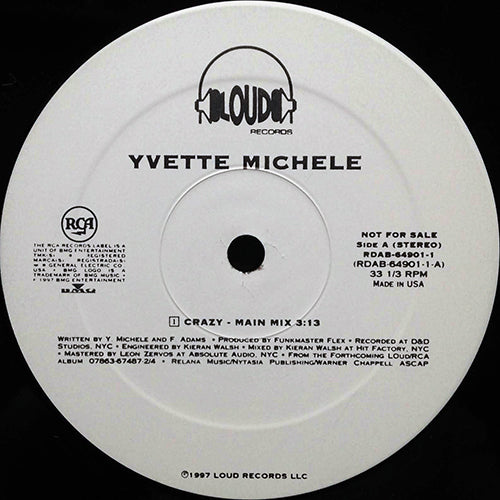 LOUD
RECORDS
YVETTE MICHELE
RCA
THE RCA RECORDS LABEL IS A
UNIT OF BMG ENTERTAINMENT
TMK-S- • REGISTERED
MARCA-S- • REGISTRADA-S-
• GENERAL ELECTRIC CO.
USA • BMG LOGO IS A
TRADEMARK OF BMG MUSIC •
℗ 1997 BMG ENTERTAINMENT
BMG
NOT FOR SALE
SIDE A (STEREO)
RDAB-64901-1
(RDAB-64901-1-A)
33 1/3 RPM
MADE IN USA
1 CRAZY - MAIN MIX 3:13
WRITTEN BY Y. MICHELE AND F. ADAMS • PRODUCED BY FUNKMASTER FLEX • RECORDED AT D&D
STUDIOS, NYC • ENGINEERED BY KIERAN WALSH • MIXED BY KIERAN WALSH AT HIT FACTORY, NYC
• MASTERED BY LEON ZERVOS AT ABSOLUTE AUDIO, NYC • FROM THE FORTHCOMING LOUD/RCA
ALBUM 07863-67487-2/4 • RELANA MUSIC/NYTASIA PUBLISHING/WARNER CHAPPELL ASCAP
℗1997 LOUD RECORDS LLC